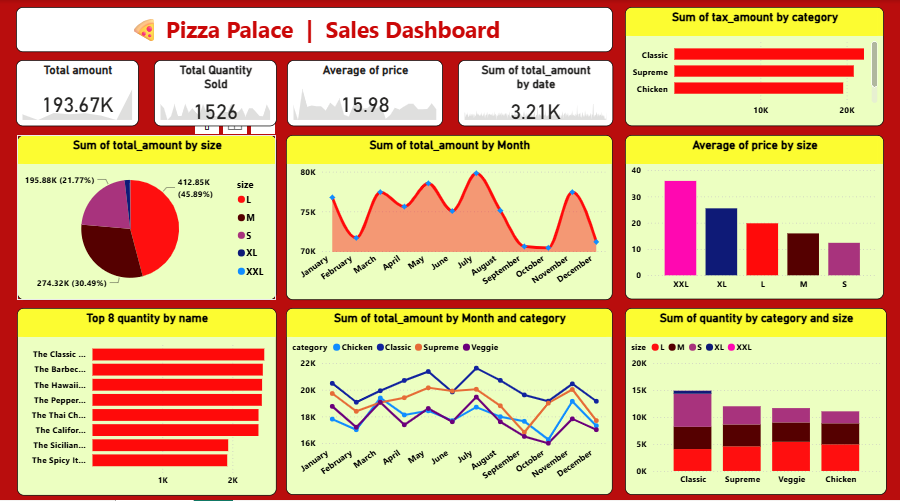 Pizza Palace | Sales Dashboard
Total amount
193.67K
Total Quantity
Sold
1526
Average of price
15.98
Sum of total_amount
by date
3.21K
Sum of tax_amount by category
Classic
Supreme
Chicken
10K 20K
Sum of total_amount by size
195.88K (21.77%)
412.85K
(45.89%)
274.32K (30.49%)
size
L
M
S
XL
XXL
Sum of total_amount by Month
80K
75K
70K
January February March April May June July August September October November December
Average of price by size
40
30
20
10
0
XXL XL L M S
Top 8 quantity by name
The Classic ...
The Barbec...
The Hawaii...
The Pepper...
The Thai Ch...
The Califor...
The Sicilian...
The Spicy It...
1K 2K
Sum of total_amount by Month and category
category Chicken Classic Supreme Veggie
22K
20K
18K
16K
January February March April May June July August September October November December
Sum of quantity by category and size
size L M S XL XXL
20K
15K
10K
5K
0K
Classic Supreme Veggie Chicken